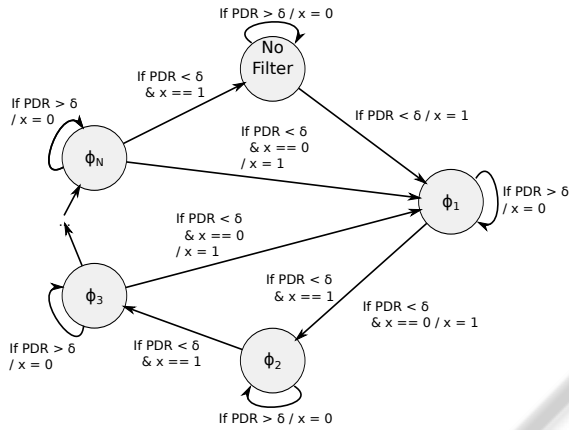 If PDR > δ / x = 0
No
Filter
If PDR < δ
& x == 1
If PDR > δ
/ x = 0
If PDR < δ / x = 1
If PDR < δ
& x == 0
/ x = 1
ϕN
ϕ1
If PDR > δ
/ x = 0
If PDR < δ
& x == 0
/ x = 1
..
If PDR < δ
& x == 1
ϕ3
If PDR < δ
& x == 0 / x = 1
If PDR > δ
/ x = 0
If PDR < δ
& x == 1
ϕ2
If PDR > δ / x = 0